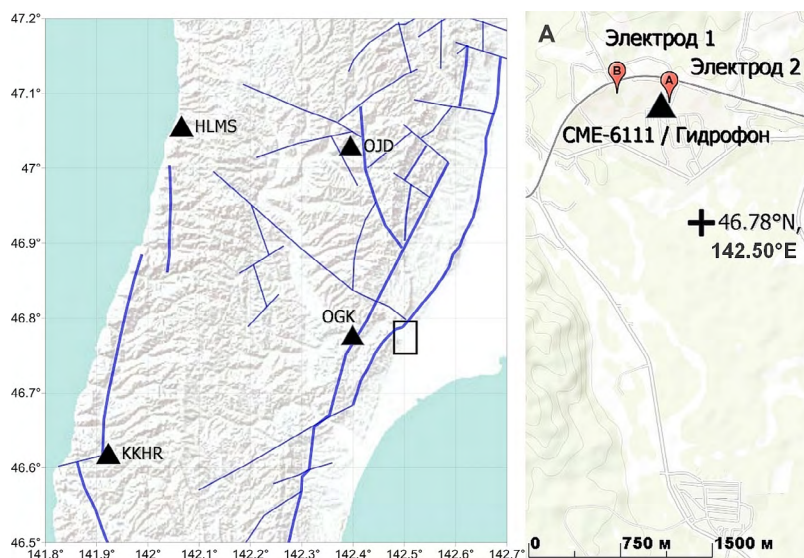 47.2°
47.1°
47°
46.9°
46.8°
46.7°
46.6°
46.5°
141.8° 141.9° 142° 142.1° 142.2° 142.3° 142.4° 142.5° 142.6° 142.7°
HLMS
OJD
OGK
KKHR
A
Электрод 1
B
A
Электрод 2
CME-6111 / Гидрофон
46.78°N,
142.50°E
0 750 м 1500 м